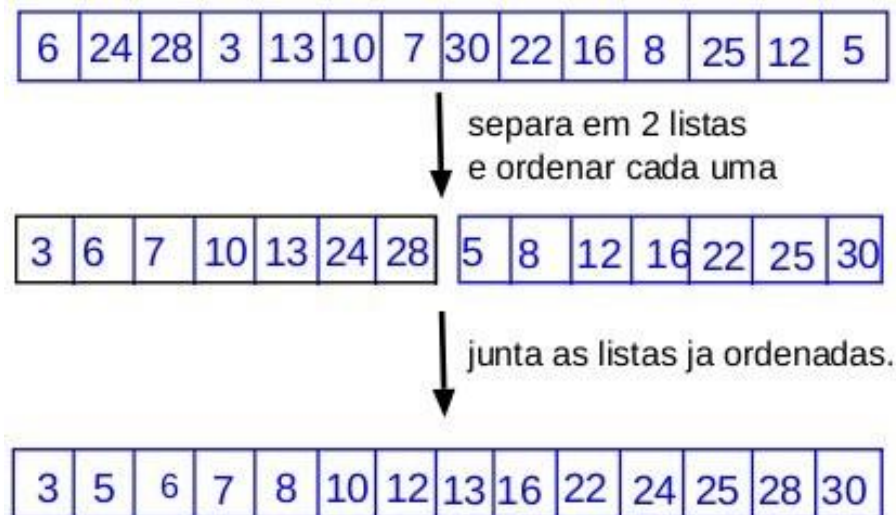 6 24 28 3 13 10 7 30 22 16 8 25 12 5
separa em 2 listas
e ordenar cada uma
3 6 7 10 13 24 28 5 8 12 16 22 25 30
junta as listas ja ordenadas.
3 5 6 7 8 10 12 13 16 22 24 25 28 30